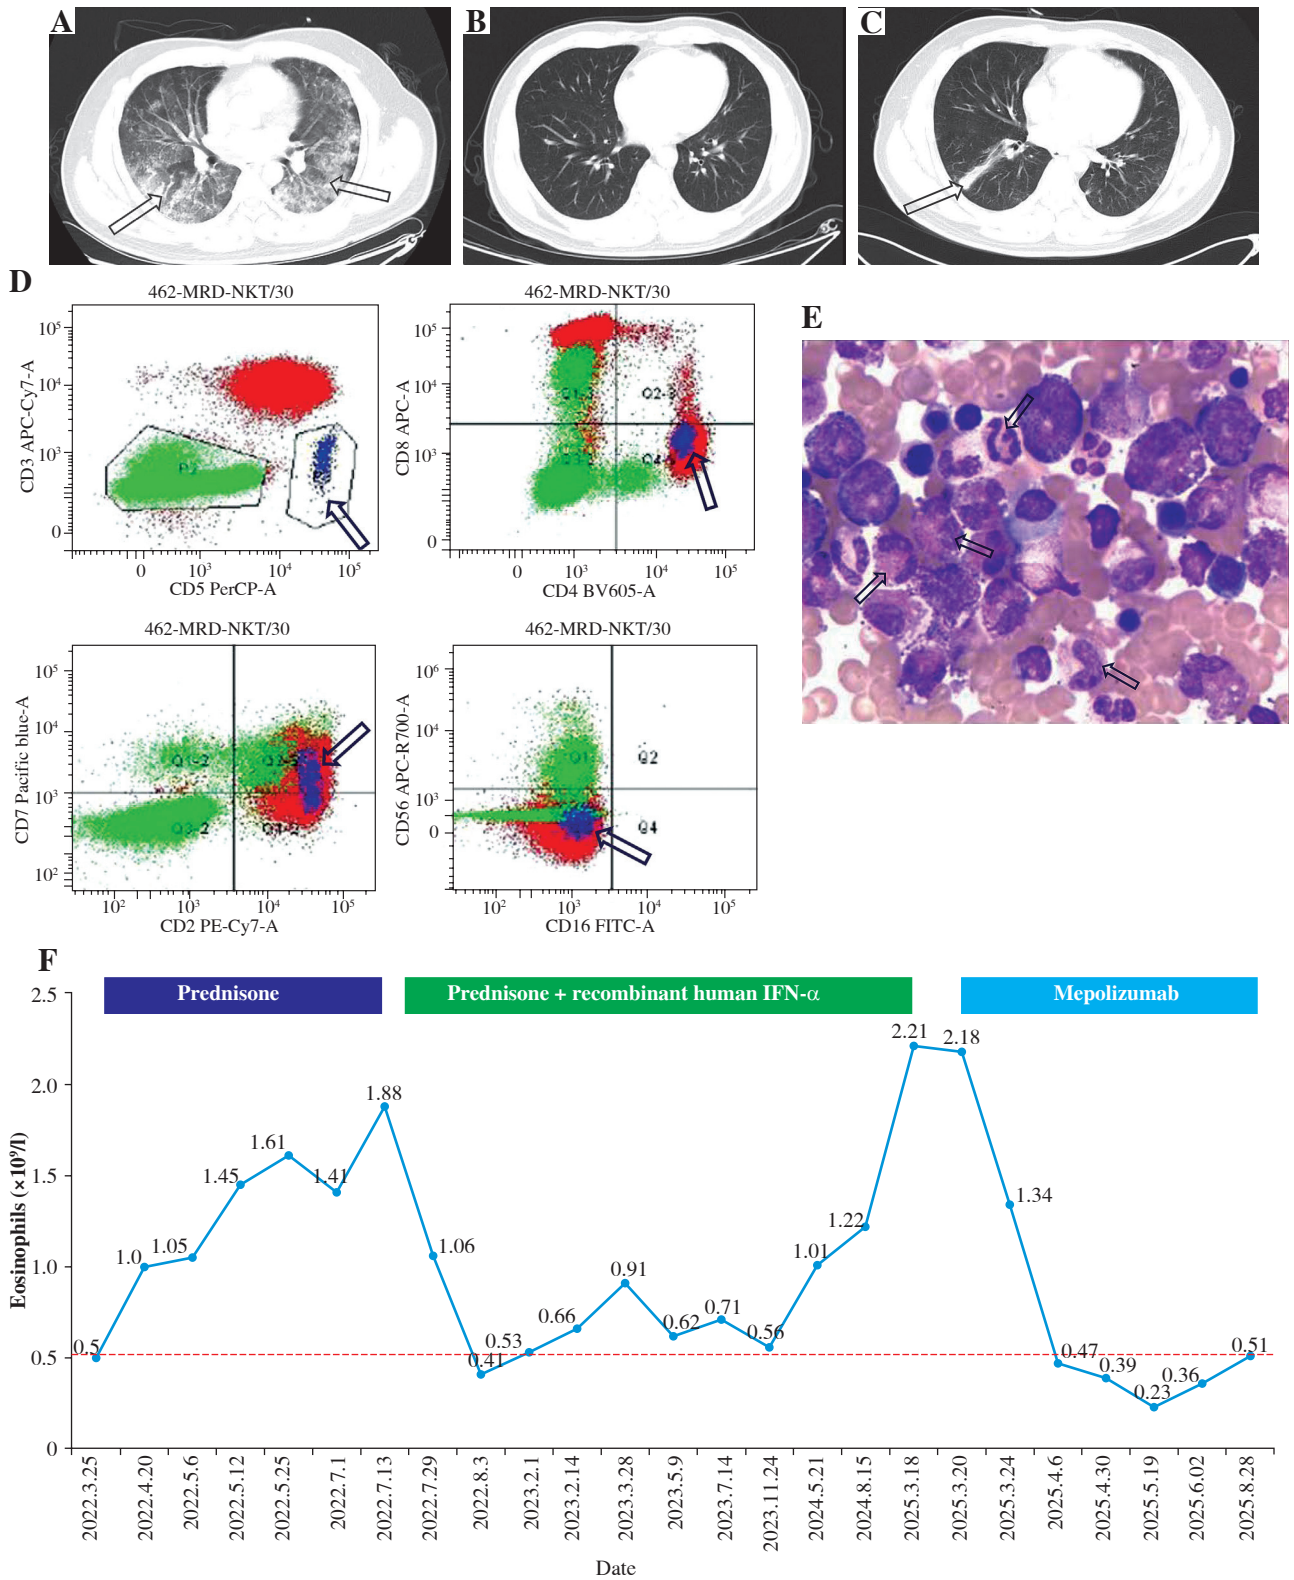 A
B
C
D
462-MRD-NKT/30
CD3 APC-Cy7-A
10⁵
10⁴
10³
0
P2
0
10³
10⁴
10⁵
CD5 PerCP-A
462-MRD-NKT/30
CD8 APC-A
10⁵
10⁴
10³
0
Q2-3
0
10³
10⁴
10⁵
CD4 BV605-A
462-MRD-NKT/30
CD7 Pacific bluc-A
10⁵
10⁴
10³
10²
Q1-2
Q3-2
10²
10³
10⁴
10⁵
CD2 PE-Cy7-A
462-MRD-NKT/30
CD56 APC-R700-A
10⁶
10⁴
10³
0
Q1
Q2
Q4
10²
10³
10⁴
10⁵
CD16 FITC-A
E
F
Prednisone
Prednisone + recombinant human IFN-α
Mepolizumab
Eosinophils (×10⁹/l)
2.5
2.0
1.5
1.0
0.5
0
0.5
1.0
1.05
1.45
1.61
1.41
1.88
1.06
0.41
0.53
0.66
0.91
0.62
0.71
0.56
1.01
1.22
2.21
2.18
1.34
0.47
0.39
0.23
0.36
0.51
2022.3.25
2022.4.20
2022.5.6
2022.5.12
2022.5.25
2022.7.1
2022.7.13
2022.7.29
2022.8.3
2023.2.1
2023.2.14
2023.3.28
2023.5.9
2023.7.14
2023.11.24
2024.5.21
2024.8.15
2025.3.18
2025.3.20
2025.3.24
2025.4.6
2025.4.30
2025.5.19
2025.6.02
2025.8.28
Date